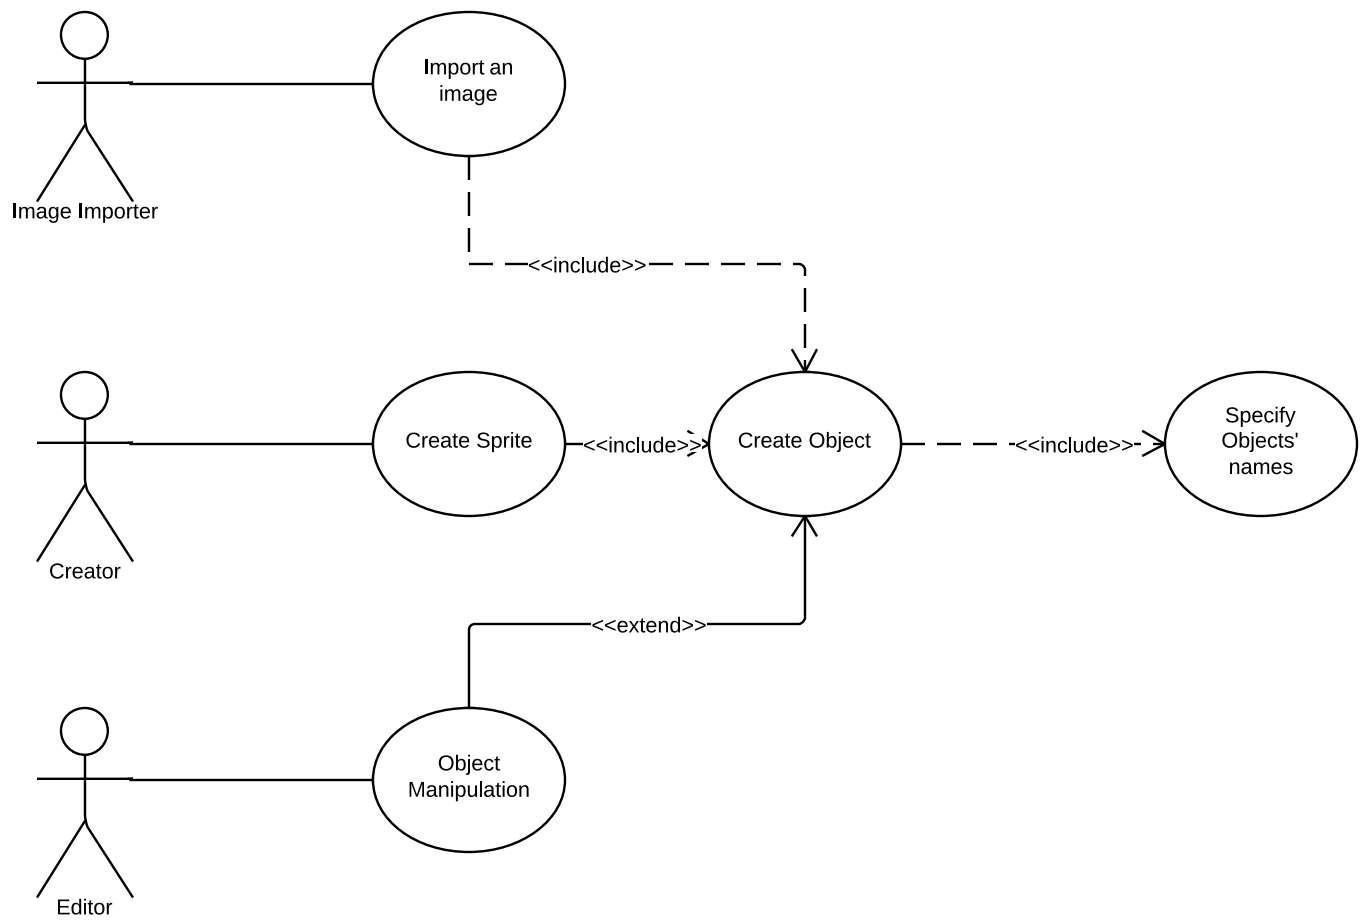 Import an
image
Image Importer
<<include>>
Create Sprite
<<include>>
Create Object
<<include>>
Specify
Objects'
names
Creator
<<extend>>
Object
Manipulation
Editor